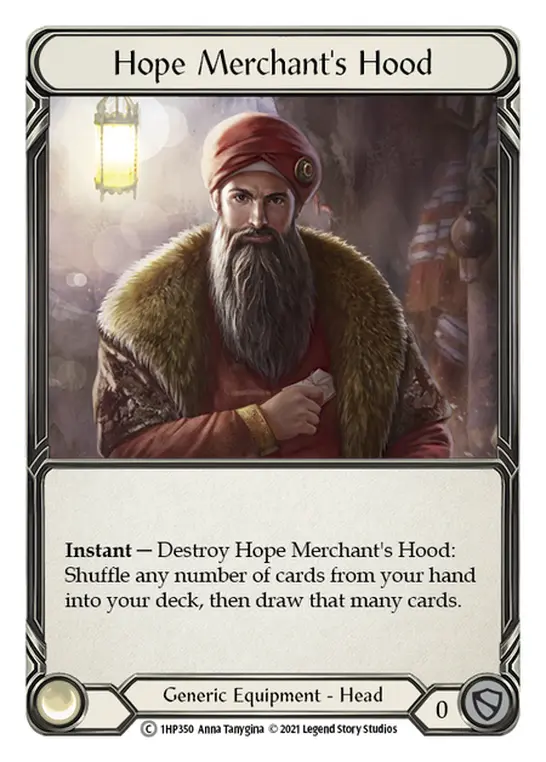 Hope Merchant's Hood
Instant — Destroy Hope Merchant's Hood:
Shuffle any number of cards from your hand
into your deck, then draw that many cards.
Generic Equipment - Head
0
C 1HP350 Anna Tanygina © 2021 Legend Story Studios